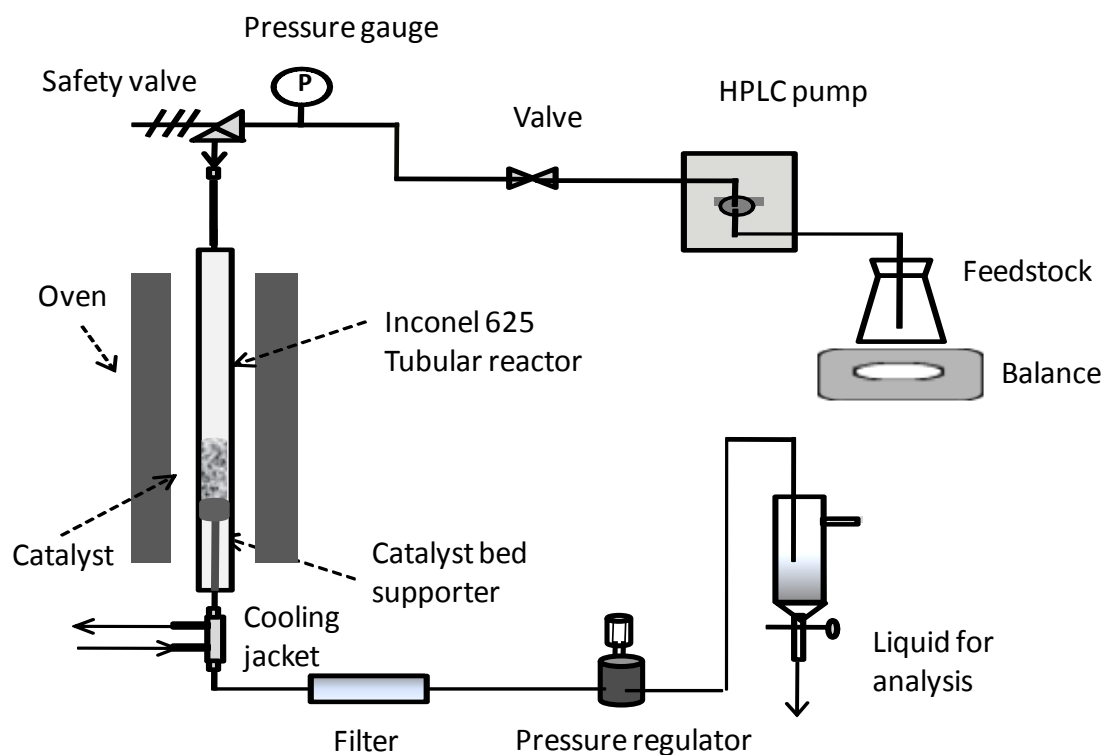 Pressure gauge
Safety valve
P
HPLC pump
Valve
Feedstock
Oven
Inconel 625
Tubular reactor
Balance
Catalyst
Catalyst bed
supporter
Cooling
jacket
Liquid for
analysis
Filter
Pressure regulator